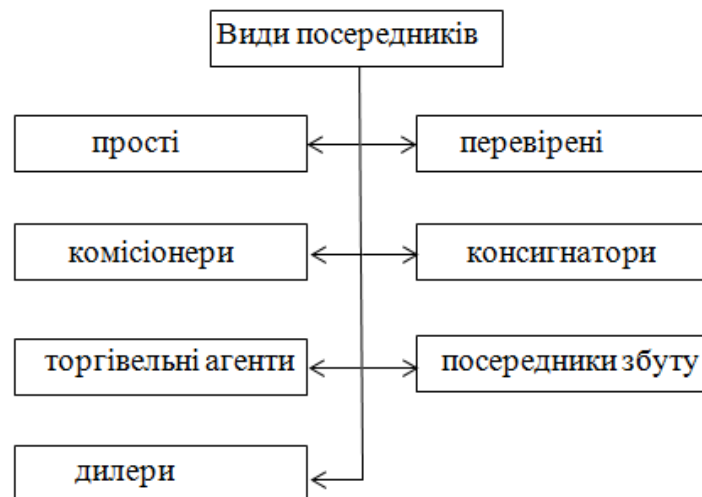 Види посередників
прості
перевірені
комісіонери
консигнатори
торгівельні агенти
посередники збуту
дилери